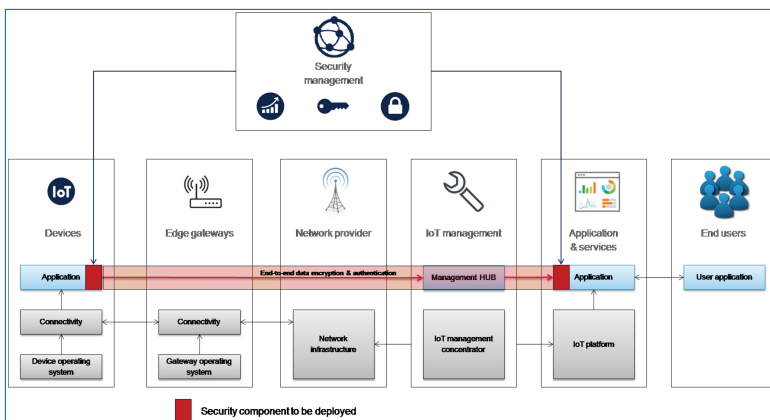 Security
management
IoT
Devices
Edge gateways
Network provider
IoT management
Application
& services
End users
Application
End-to-end data encryption & authentication
Management HUB
Application
User application
Connectivity
Connectivity
Network
infrastructure
IoT management
concentrator
IoT platform
Device operating
system
Gateway operating
system
Security component to be deployed